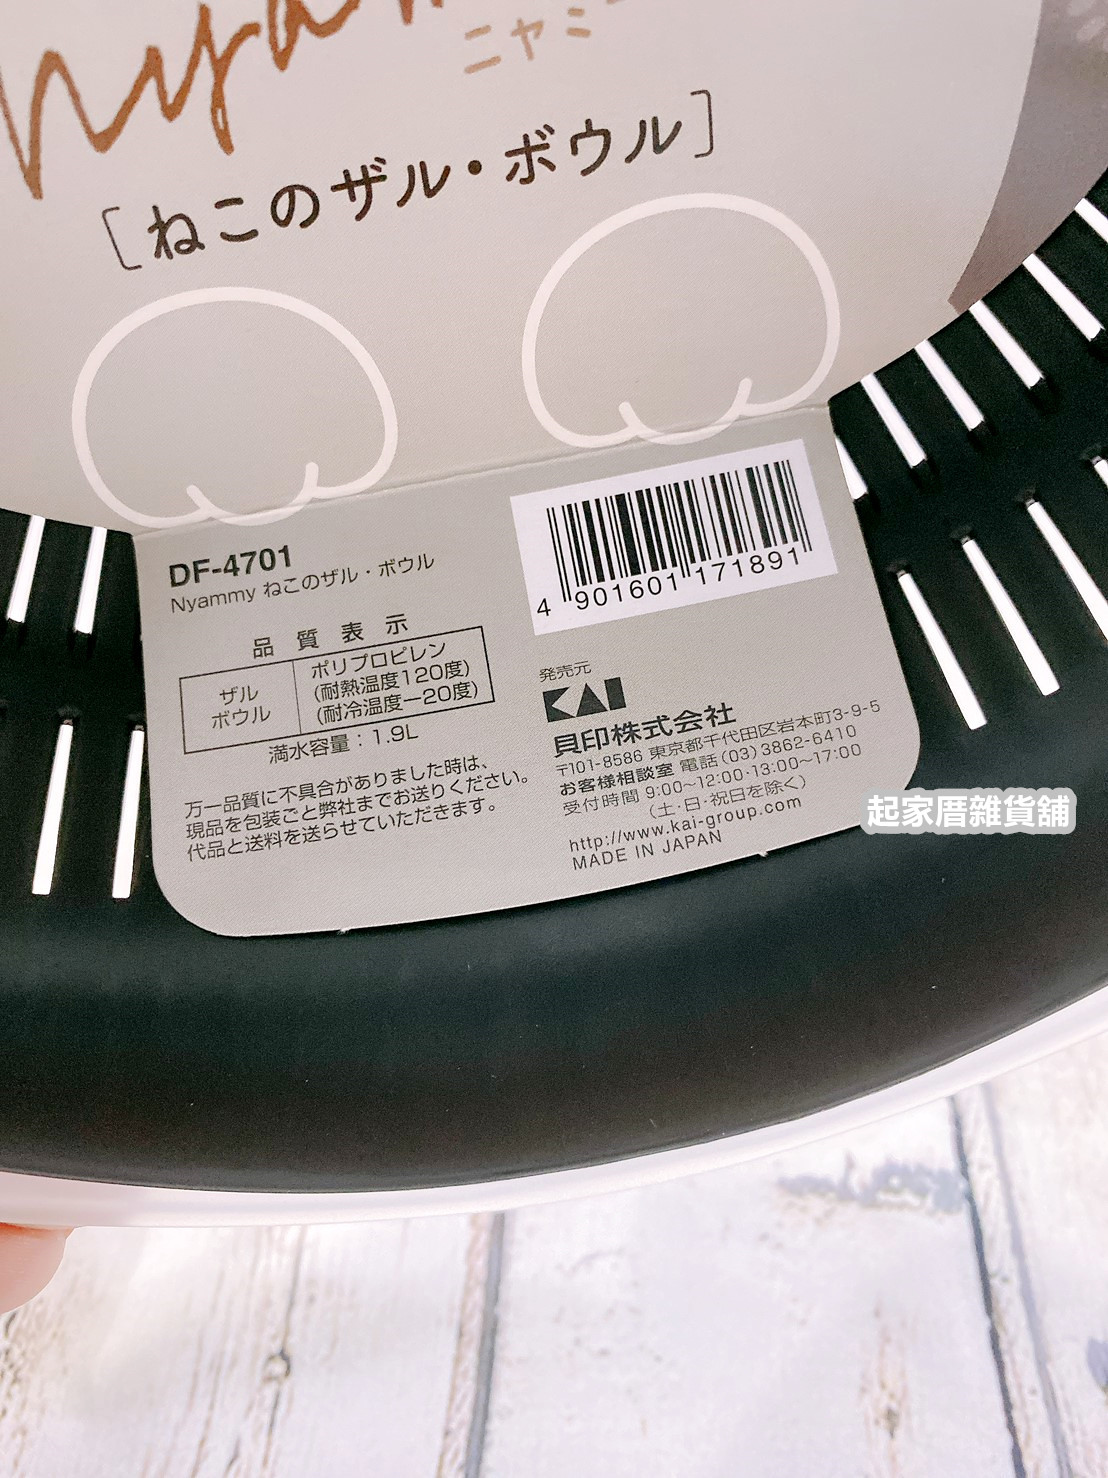 ニャミー
[ねこのザル・ボウル]
DF-4701
Nyammy ねこのザル・ボウル
品質表示
ザル
ボウル
ポリプロピレン
(耐熱温度120度)
(耐冷温度ー20度)
満水容量：1.9L
万一品質に不具合がありました時は、
現品を包装ごと弊社までお送りください。
代品と送料を送らせていただきます。
4 901601 171891
発売元
KAI
貝印株式会社
〒101-8586 東京都千代田区岩本町3-9-5
お客様相談室 電話(03)3862-6410
受付時間 9:00~12:00・13:00~17:00
(土・日・祝日を除く)
http://www.kai-group.com
MADE IN JAPAN
起家厝雜貨舖